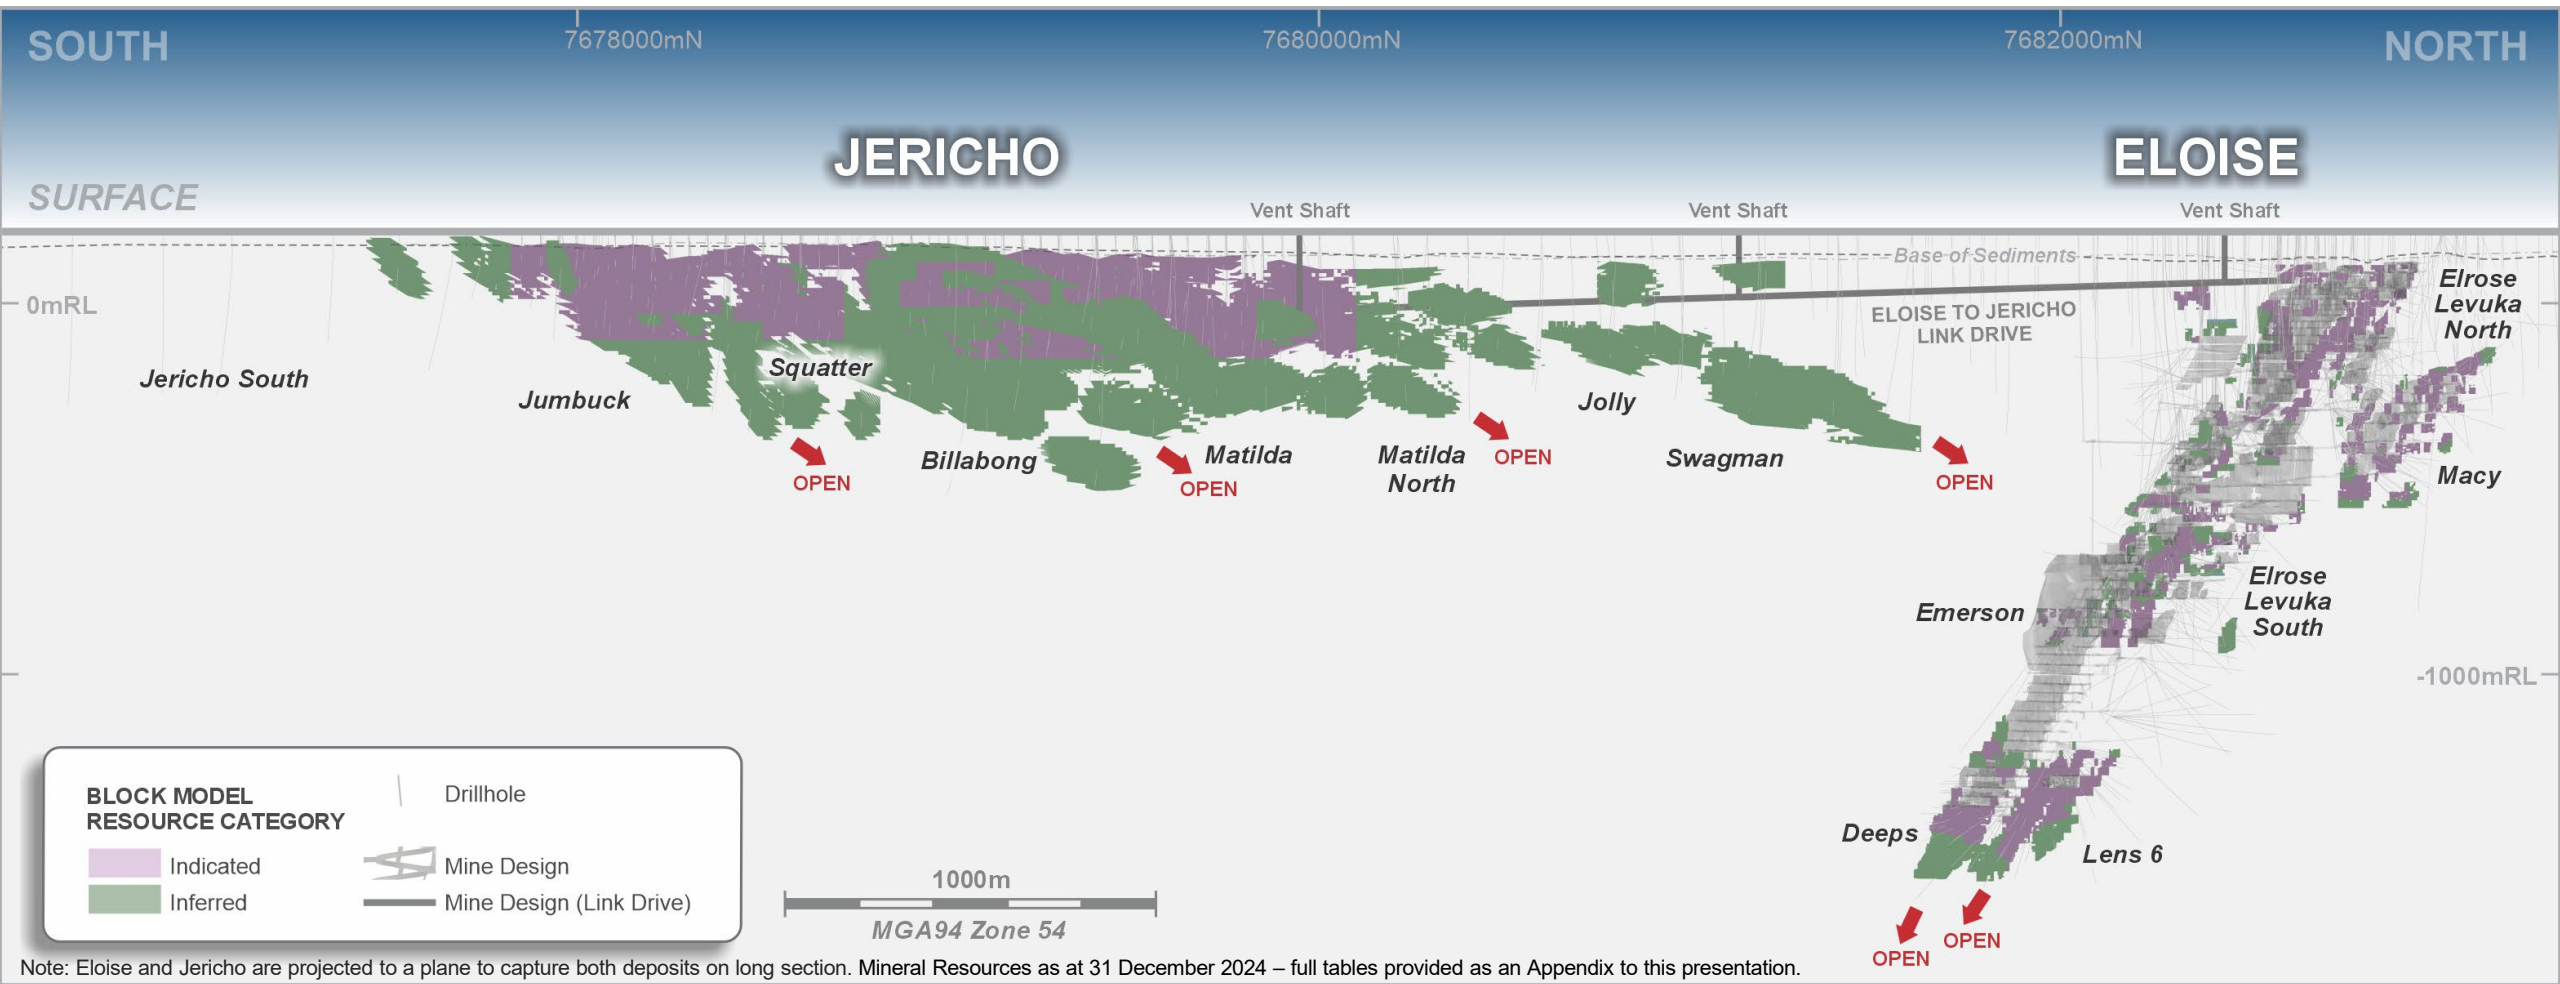 SOUTH
7678000mN
7680000mN
7682000mN
NORTH
JERICHO
ELOISE
SURFACE
Vent Shaft
Vent Shaft
Vent Shaft
Base of Sediments
0mRL
ELOISE TO JERICHO
LINK DRIVE
Elrose
Levuka
North
Jericho South
Jumbuck
Squatter
OPEN
Billabong
OPEN
Matilda
Matilda
North
OPEN
Jolly
Swagman
OPEN
Macy
Emerson
Elrose
Levuka
South
-1000mRL
Deeps
Lens 6
OPEN
OPEN
BLOCK MODEL
RESOURCE CATEGORY
Indicated
Inferred
Drillhole
Mine Design
Mine Design (Link Drive)
1000m
MGA94 Zone 54
Note: Eloise and Jericho are projected to a plane to capture both deposits on long section. Mineral Resources as at 31 December 2024 – full tables provided as an Appendix to this presentation.